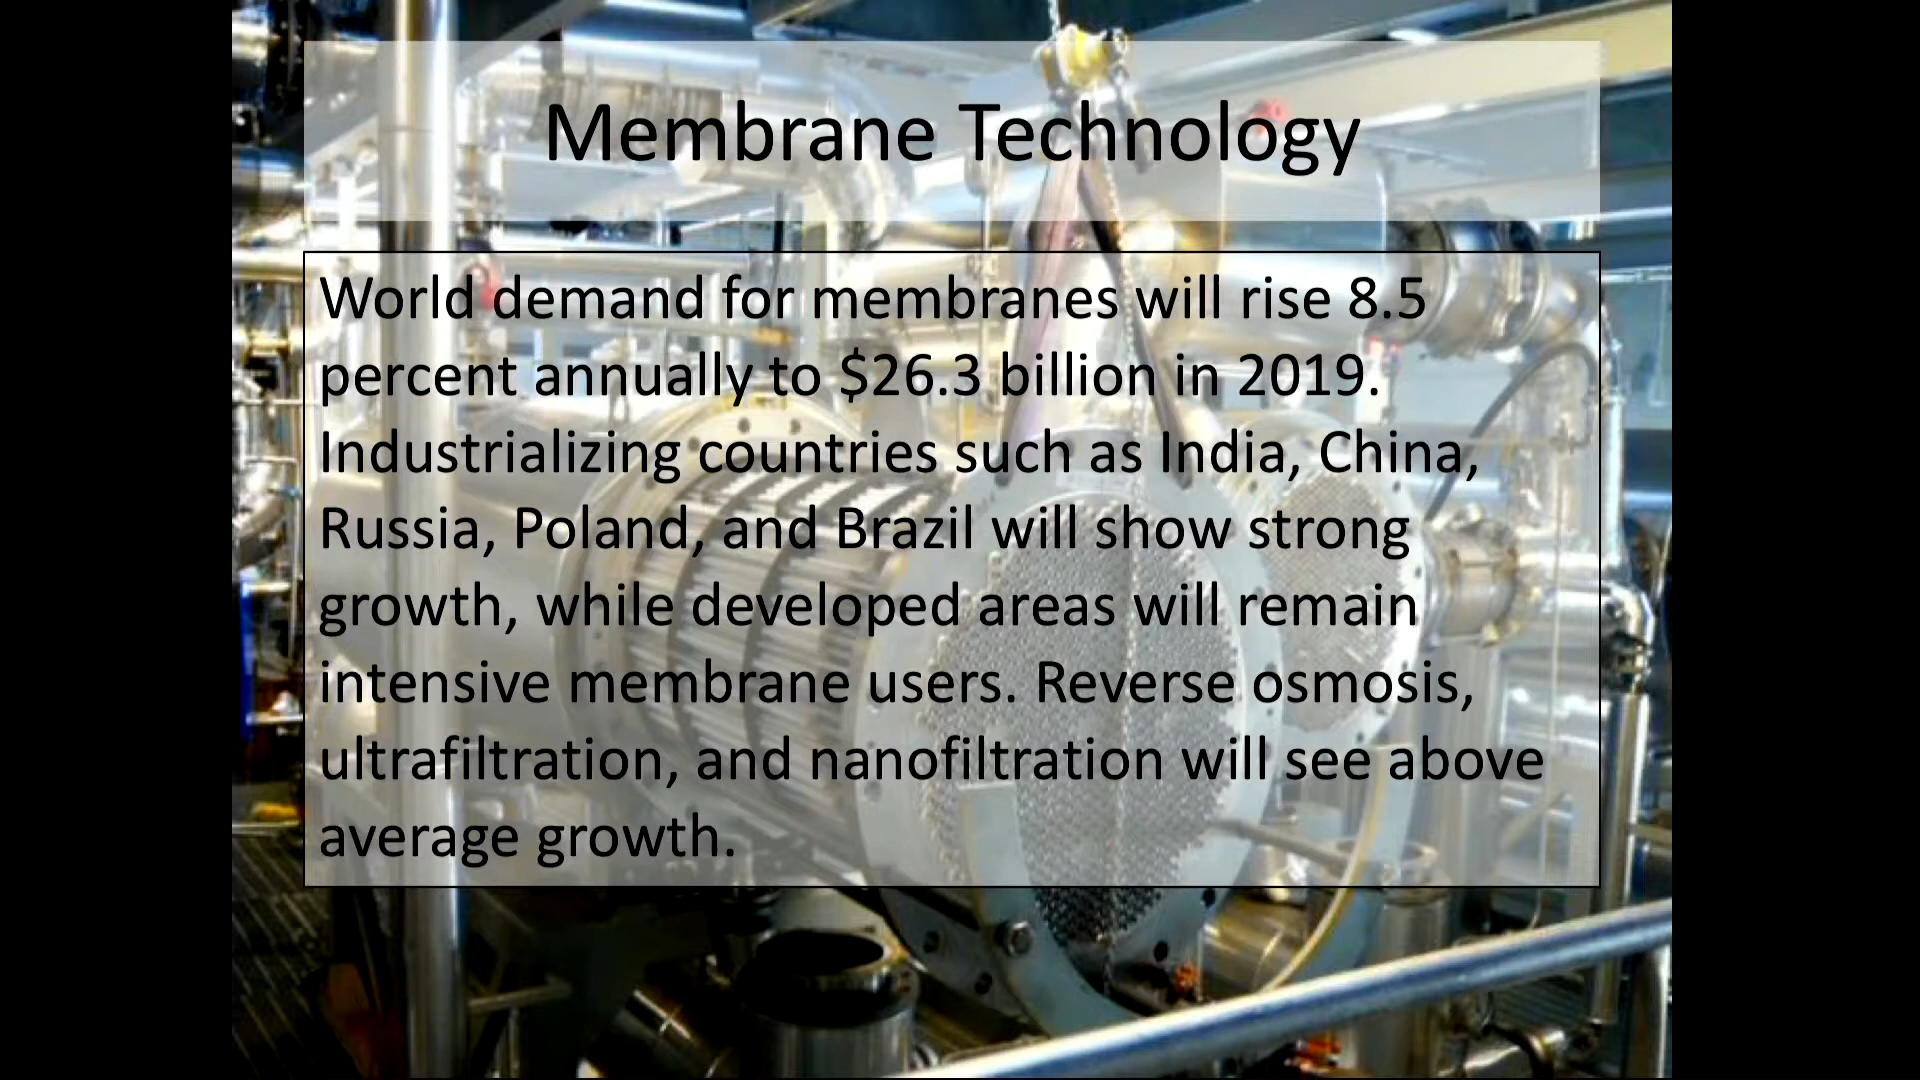 Membrane Technology
World demand for membranes will rise 8.5
percent annually to $26.3 billion in 2019.
Industrializing countries such as India, China,
Russia, Poland, and Brazil will show strong
growth, while developed areas will remain
intensive membrane users. Reverse osmosis,
ultrafiltration, and nanofiltration will see above
average growth.